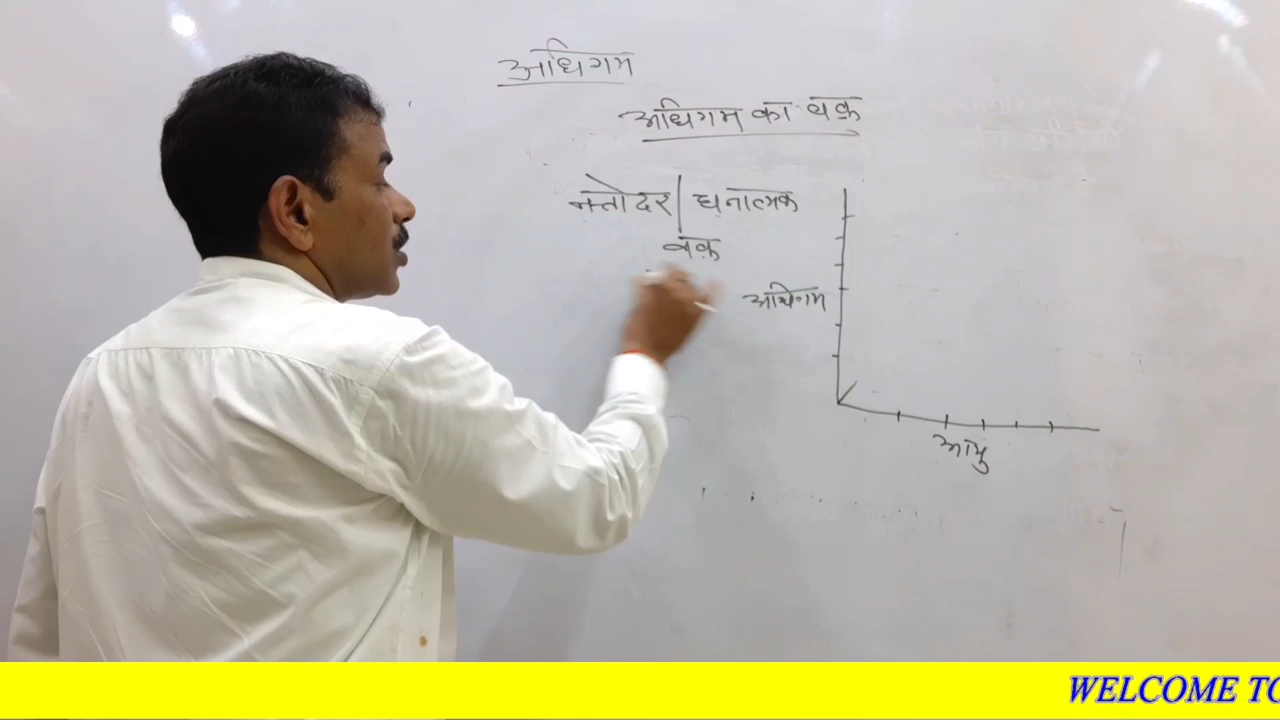 अधिगम
अधिगम का वक्र
नतोदर | धनात्मक
वक्र
अधिगम
आयु
WELCOME TO